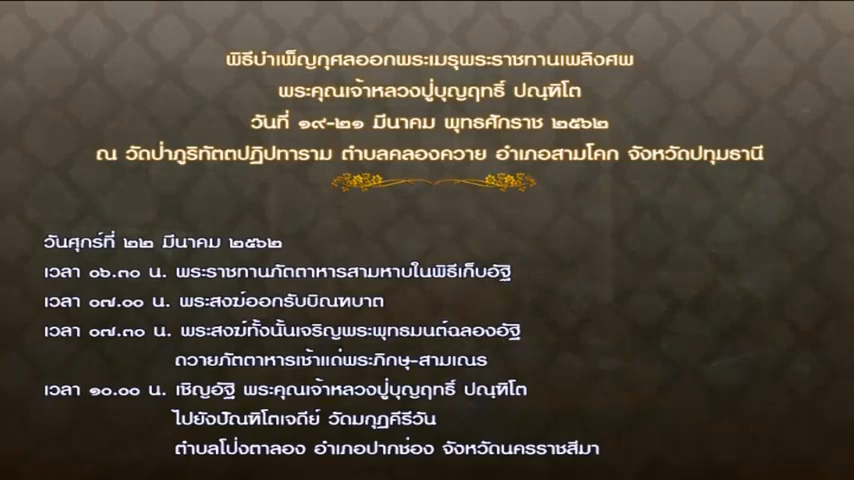 พิธีบำเพ็ญกุศลออกพระเมรุพระราชทานเพลิงศพ
พระคุณเจ้าหลวงปู่บุญฤทธิ์ ปณฺฑิโต
วันที่ ๑๙-๒๑ มีนาคม พุทธศักราช ๒๕๖๒
ณ วัดป่าภูริทัตตปฏิปทาราม ตำบลคลองควาย อำเภอสามโคก จังหวัดปทุมธานี
วันศุกร์ที่ ๒๒ มีนาคม ๒๕๖๒
เวลา ๐๖.๓๐ น. พระราชทานภัตตาหารสามหาบในพิธีเก็บอัฐิ
เวลา ๐๗.๐๐ น. พระสงฆ์ออกรับบิณฑบาต
เวลา ๐๗.๓๐ น. พระสงฆ์ทั้งนั้นเจริญพระพุทธมนต์ฉลองอัฐิ
ถวายภัตตาหารเช้าแด่พระภิกษุ-สามเณร
เวลา ๑๐.๐๐ น. เชิญอัฐิ พระคุณเจ้าหลวงปู่บุญฤทธิ์ ปณฺฑิโต
ไปยังปัณฑิโตเจดีย์ วัดมกุฏคีรีวัน
ตำบลโป่งตาลอง อำเภอปากช่อง จังหวัดนครราชสีมา